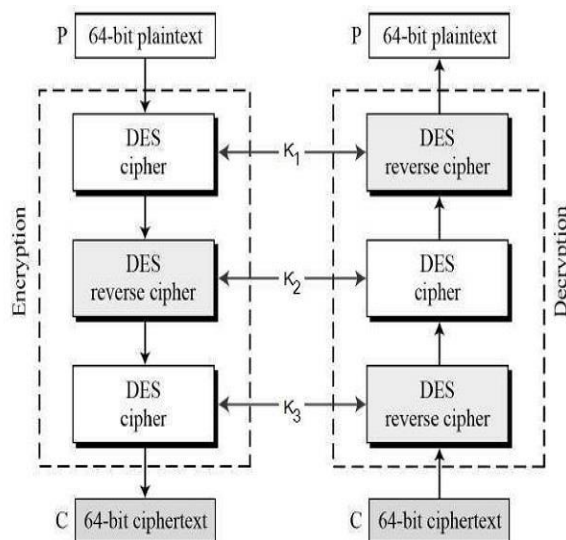 P 64-bit plaintext
P 64-bit plaintext
Encryption
DES
cipher
K1
DES
reverse cipher
DES
reverse cipher
K2
DES
cipher
DES
cipher
K3
DES
reverse cipher
Decryption
C 64-bit ciphertext
C 64-bit ciphertext